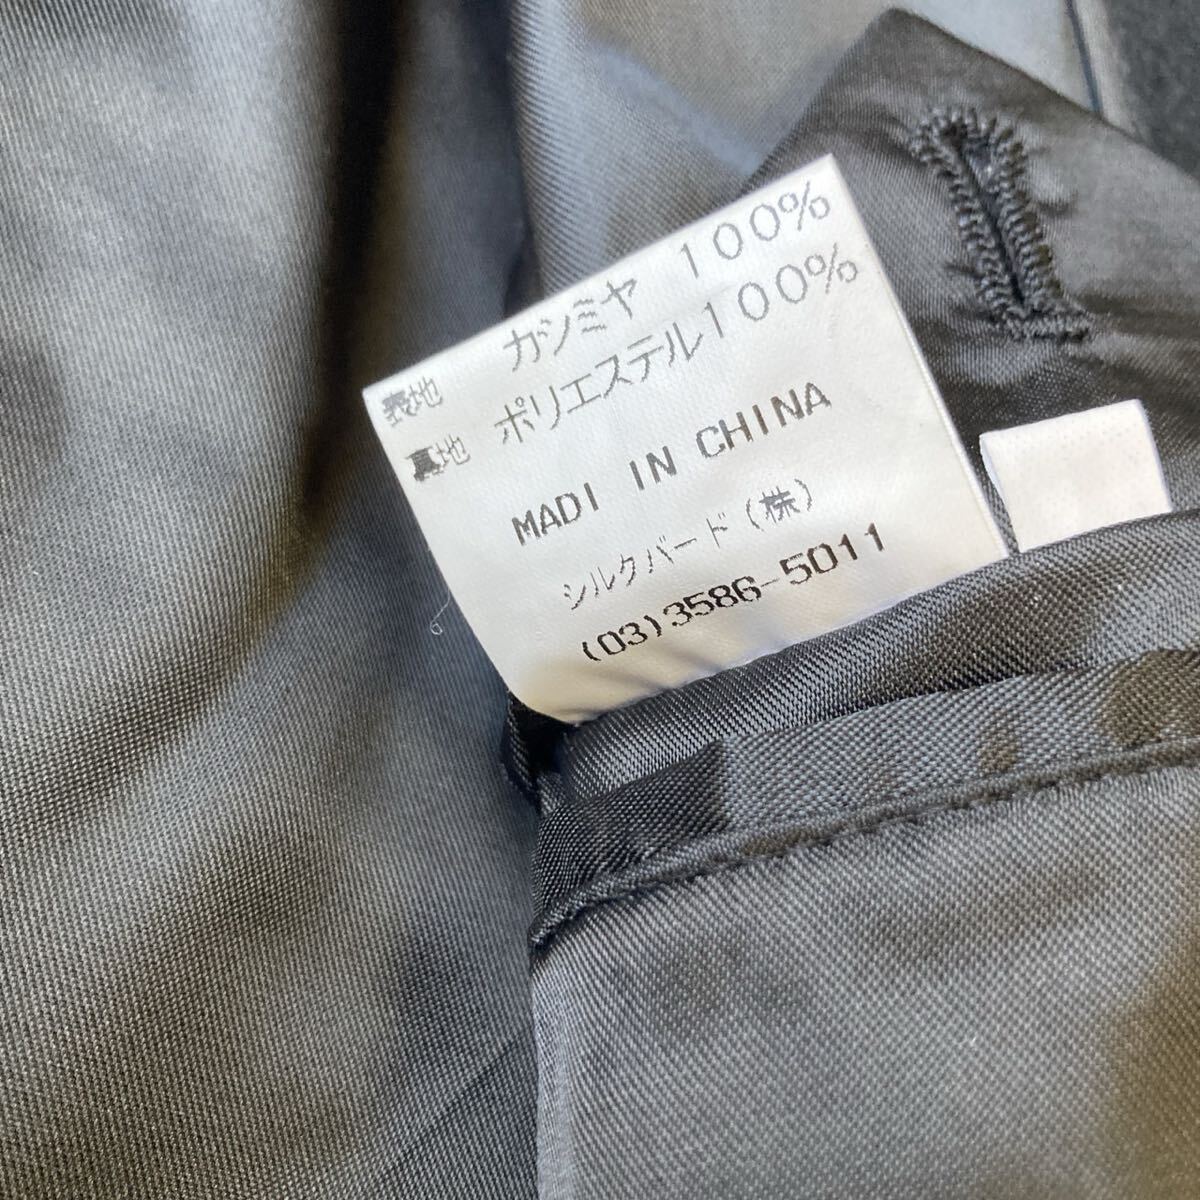 表地 カシミヤ 100%
裏地 ポリエステル100%
MADI IN CHINA
シルクバード(株)
(03)3586-5011